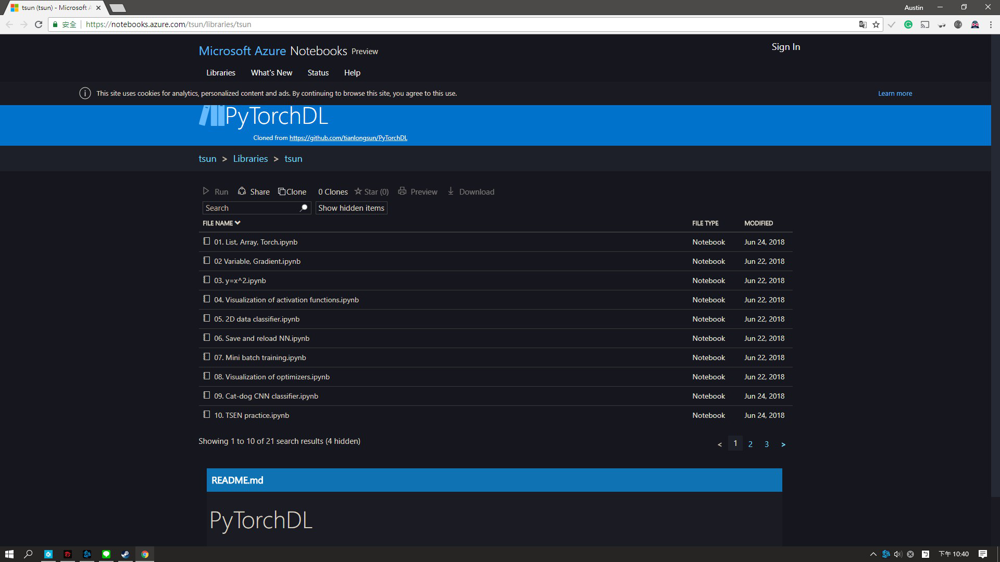 tsun (tsun) - Microsoft A
Austin
安全
https://notebooks.azure.com/tsun/libraries/tsun
Microsoft Azure Notebooks Preview
Sign In
Libraries What's New Status Help
This site uses cookies for analytics, personalized content and ads. By continuing to browse this site, you agree to this use.
Learn more
PyTorchDL
Cloned from https://github.com/tianlongsun/PyTorchDL
tsun > Libraries > tsun
Run Share Clone 0 Clones Star (0) Preview Download
Search Show hidden items
FILE NAME FILE TYPE MODIFIED
01. List, Array, Torch.ipynb Notebook Jun 24, 2018
02 Variable, Gradient.ipynb Notebook Jun 22, 2018
03. y=x^2.ipynb Notebook Jun 22, 2018
04. Visualization of activation functions.ipynb Notebook Jun 22, 2018
05. 2D data classifier.ipynb Notebook Jun 22, 2018
06. Save and reload NN.ipynb Notebook Jun 22, 2018
07. Mini batch training.ipynb Notebook Jun 22, 2018
08. Visualization of optimizers.ipynb Notebook Jun 22, 2018
09. Cat-dog CNN classifier.ipynb Notebook Jun 24, 2018
10. TSEN practice.ipynb Notebook Jun 24, 2018
Showing 1 to 10 of 21 search results (4 hidden)
< 1 2 3 >
README.md
PyTorchDL
ㄅ 下午 10:40